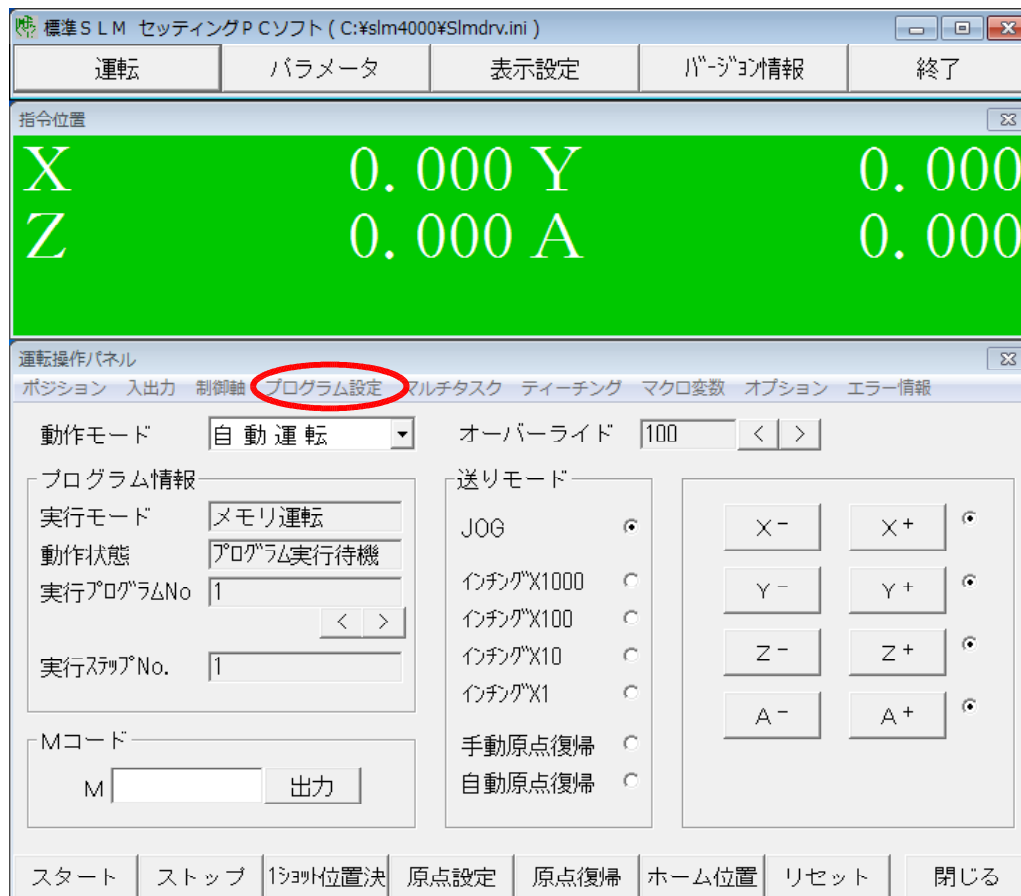 標準ＳＬＭ セッティングＰＣソフト ( C:¥slm4000¥Slmdrv.ini )
運転 パラメータ 表示設定 ﾊﾞｰｼﾞｮﾝ情報 終了
指令位置
X 0.000 Y 0.000
Z 0.000 A 0.000
運転操作パネル
ポジション 入出力 制御軸 プログラム設定 マルチタスク ティーチング マクロ変数 オプション エラー情報
動作モード 自 動 運 転 オーバーライド 100 < >
プログラム情報 送りモード
実行モード メモリ運転 JOG X- X+
動作状態 ﾌﾟﾛｸﾞﾗﾑ実行待機
実行ﾌﾟﾛｸﾞﾗﾑNo 1 ｲﾝﾁﾝｸﾞX1000 Y- Y+
< > ｲﾝﾁﾝｸﾞX100
実行ｽﾃｯﾌﾟNo. 1 ｲﾝﾁﾝｸﾞX10 Z- Z+
ｲﾝﾁﾝｸﾞX1 A- A+
Mコード 手動原点復帰
M 出力 自動原点復帰
スタート ストップ 1ｼｮｯﾄ位置決 原点設定 原点復帰 ホーム位置 リセット 閉じる